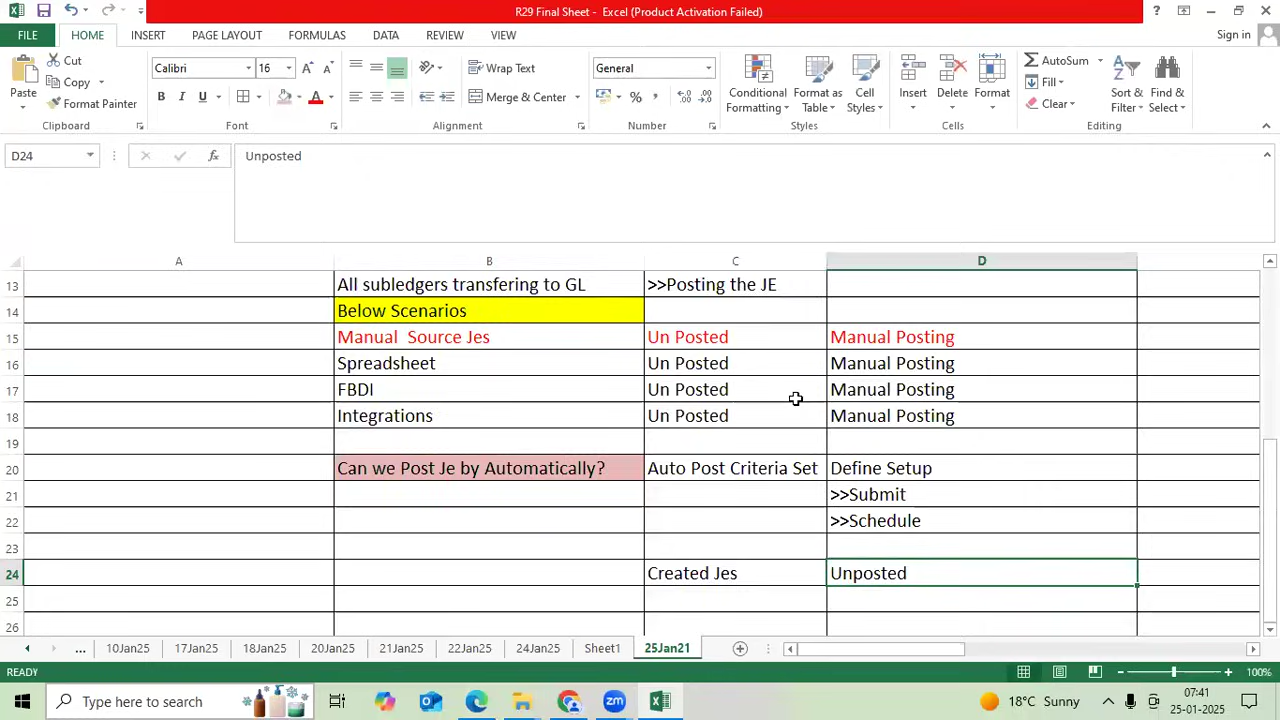 R29 Final Sheet - Excel (Product Activation Failed)
FILE HOME INSERT PAGE LAYOUT FORMULAS DATA REVIEW VIEW Sign in
Cut
Copy
Format Painter
Paste
Clipboard
Calibri 16
B I U
Font
Wrap Text
Merge & Center
Alignment
General
Number
Conditional Formatting
Format as Table
Cell Styles
Styles
Insert
Delete
Format
Cells
AutoSum
Fill
Clear
Sort & Filter
Find & Select
Editing
D24 Unposted
A B C D
13 All subledgers transfering to GL >>Posting the JE
14 Below Scenarios
15 Manual Source Jes Un Posted Manual Posting
16 Spreadsheet Un Posted Manual Posting
17 FBDI Un Posted Manual Posting
18 Integrations Un Posted Manual Posting
19
20 Can we Post Je by Automatically? Auto Post Criteria Set Define Setup
21 >>Submit
22 >>Schedule
23
24 Created Jes Unposted
25
26
... 10Jan25 17Jan25 18Jan25 20Jan25 21Jan25 22Jan25 24Jan25 Sheet1 25Jan21
READY 100%
Type here to search
18°C Sunny
07:41
25-01-2025